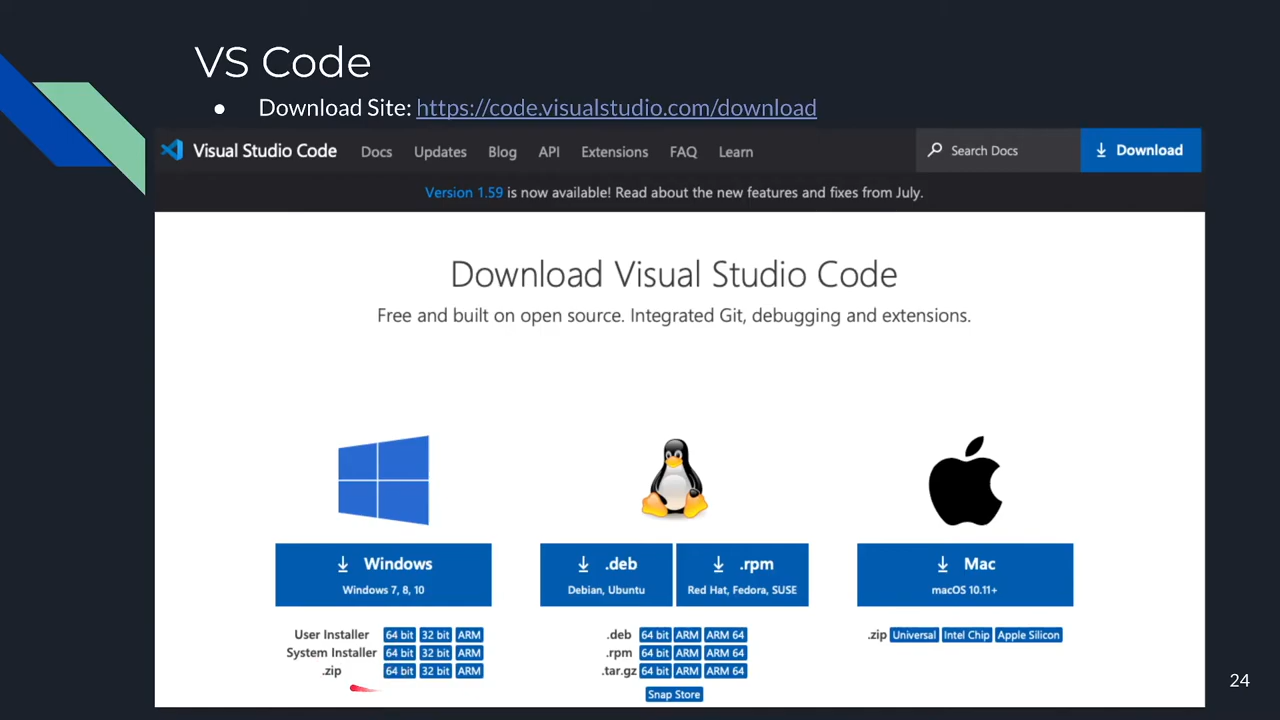 VS Code
● Download Site: https://code.visualstudio.com/download
Visual Studio Code Docs Updates Blog API Extensions FAQ Learn Search Docs Download
Version 1.59 is now available! Read about the new features and fixes from July.
Download Visual Studio Code
Free and built on open source. Integrated Git, debugging and extensions.
Windows
Windows 7, 8, 10
User Installer 64 bit 32 bit ARM
System Installer 64 bit 32 bit ARM
.zip 64 bit 32 bit ARM
.deb
Debian, Ubuntu
.rpm
Red Hat, Fedora, SUSE
.deb 64 bit ARM ARM 64
.rpm 64 bit ARM ARM 64
.tar.gz 64 bit ARM ARM 64
Snap Store
Mac
macOS 10.11+
.zip Universal Intel Chip Apple Silicon
24